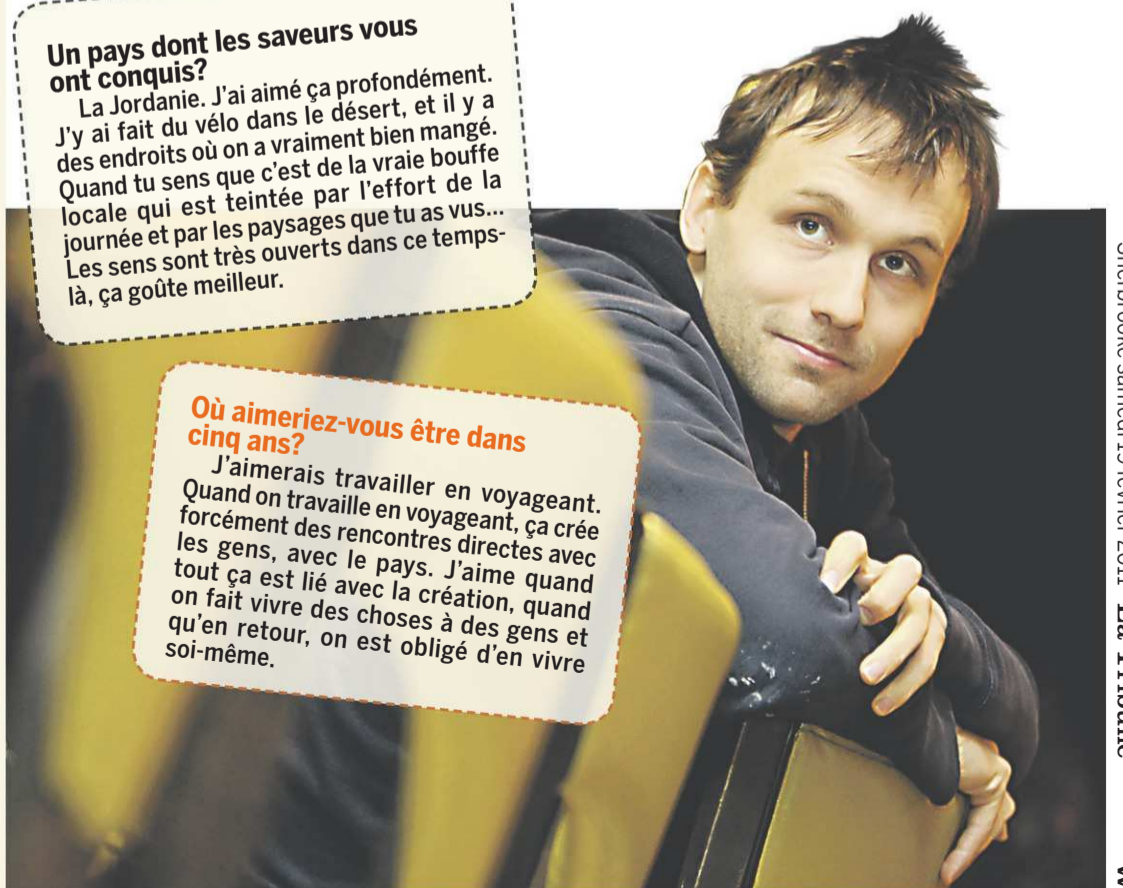 Un pays dont les saveurs vous
ont conquis?
La Jordanie. J'ai aimé ça profondément.
J'y ai fait du vélo dans le désert, et il y a
des endroits où on a vraiment bien mangé.
Quand tu sens que c'est de la vraie bouffe
locale qui est teintée par l'effort de la
journée et par les paysages que tu as vus...
Les sens sont très ouverts dans ce temps-
là, ça goûte meilleur.
Où aimeriez-vous être dans
cinq ans?
J'aimerais travailler en voyageant.
Quand on travaille en voyageant, ça crée
forcément des rencontres directes avec
les gens, avec le pays. J'aime quand
tout ça est lié avec la création, quand
on fait vivre des choses à des gens et
qu'en retour, on est obligé d'en vivre
soi-même.